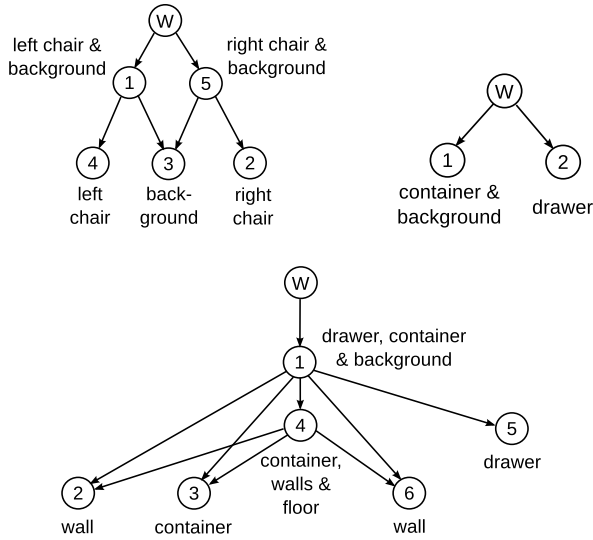 W
left chair &
background
right chair &
background
1
5
4
3
2
left
chair
back-
ground
right
chair
W
1
2
container &
background
drawer
W
drawer, container
& background
1
4
5
container,
walls &
floor
drawer
2
3
6
wall
container
wall